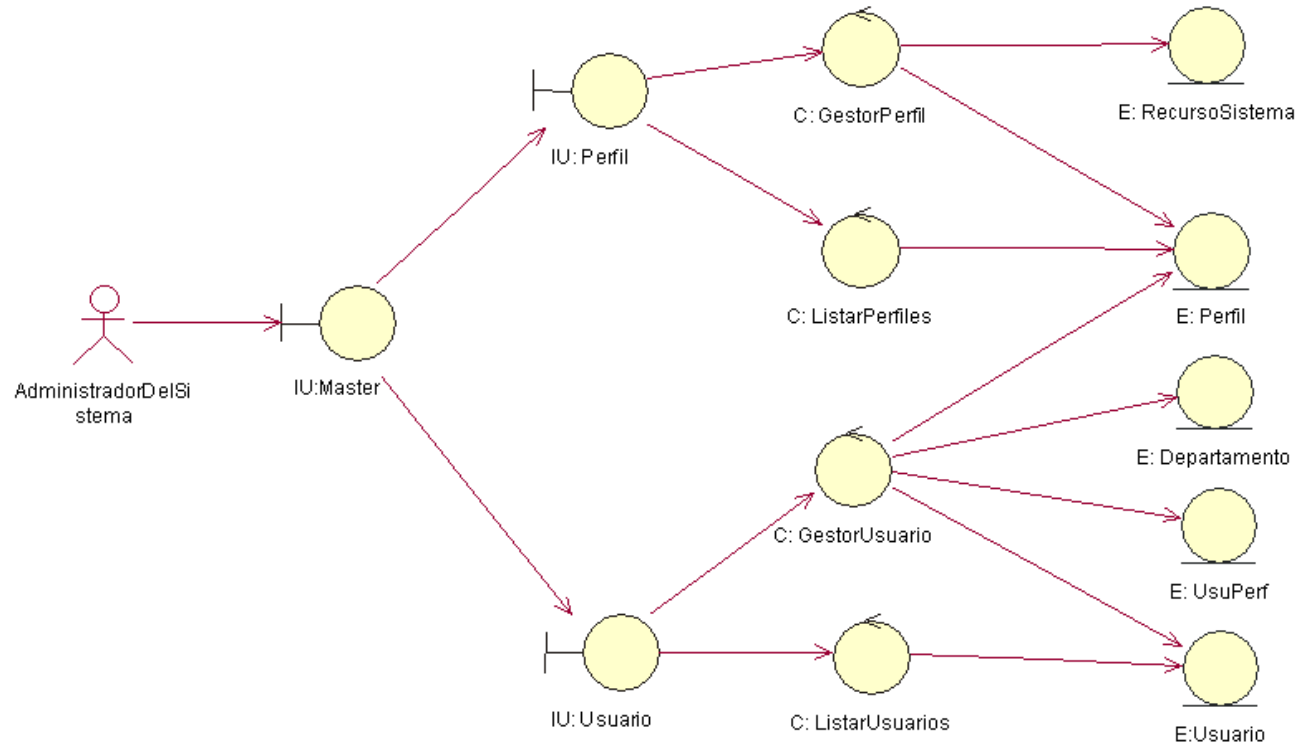 C: GestorPerfil
E: RecursoSistema
IU: Perfil
C: ListarPerfiles
E: Perfil
AdministradorDelSi
stema
IU:Master
E: Departamento
C: GestorUsuario
E: UsuPerf
IU: Usuario
C: ListarUsuarios
E:Usuario